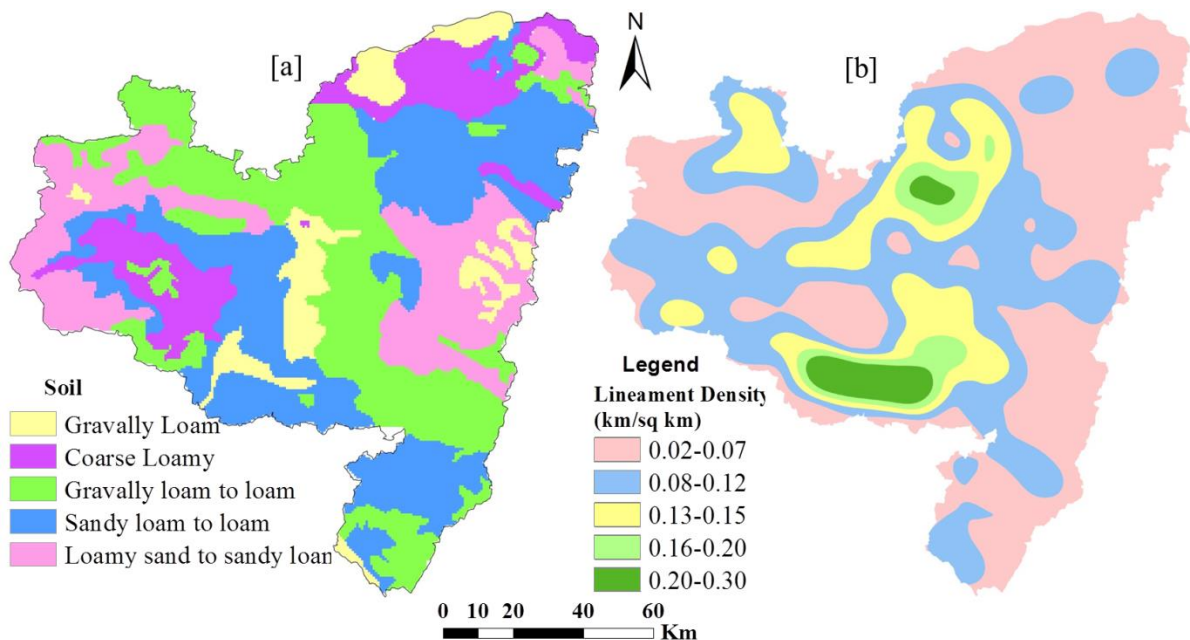 [a]
N
[b]
Soil
Gravally Loam
Coarse Loamy
Gravally loam to loam
Sandy loam to loam
Loamy sand to sandy loan
Legend
Lineament Density
(km/sq km)
0.02-0.07
0.08-0.12
0.13-0.15
0.16-0.20
0.20-0.30
0 10 20 40 60
Km